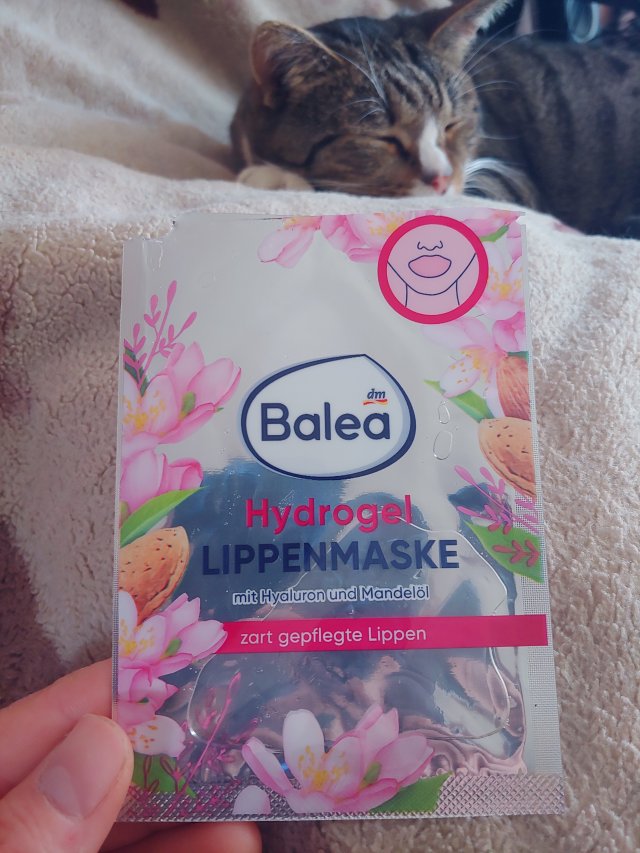 dm
Balea
Hydrogel
LIPPENMASKE
mit Hyaluron und Mandelöl
zart gepflegte Lippen